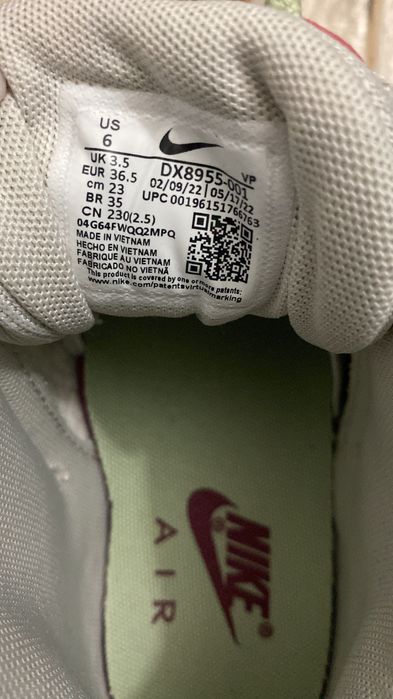 US
6
UK 3.5
EUR 36.5
cm 23
BR 35
CN 230(2.5)
DX8955-001 VP
02/09/22 | 05/17/22
UPC 00196151766763
04G64FWQQ2MPQ
MADE IN VIETNAM
HECHO EN VIETNAM
FABRIQUE AU VIETNAM
FABRICADO NO VIETNÃ
This product is covered by one or more patents:
www.nike.com/patentsvirtualmarking
NIKE®
AIR